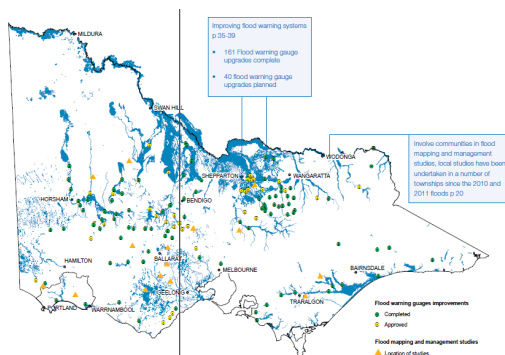 Improving flood warning systems
p 35-39
• 161 Flood warning gauge
upgrades complete
• 40 flood warning gauge
upgrades planned
MILDURA
SWAN HILL
WODONGA
SHEPPARTON
WANGARATTA
Involve communities in flood
mapping and management
studies, local studies have been
undertaken in a number of
townships since the 2010 and
2011 floods p 20
HORSHAM
BENDIGO
HAMILTON
BALLARAT
MELBOURNE
BAIRNSDALE
GEELONG
TRARALGON
PORTLAND
WARRNAMBOOL
Flood warning guages improvements
Completed
Approved
Flood mapping and management studies
Location of studies